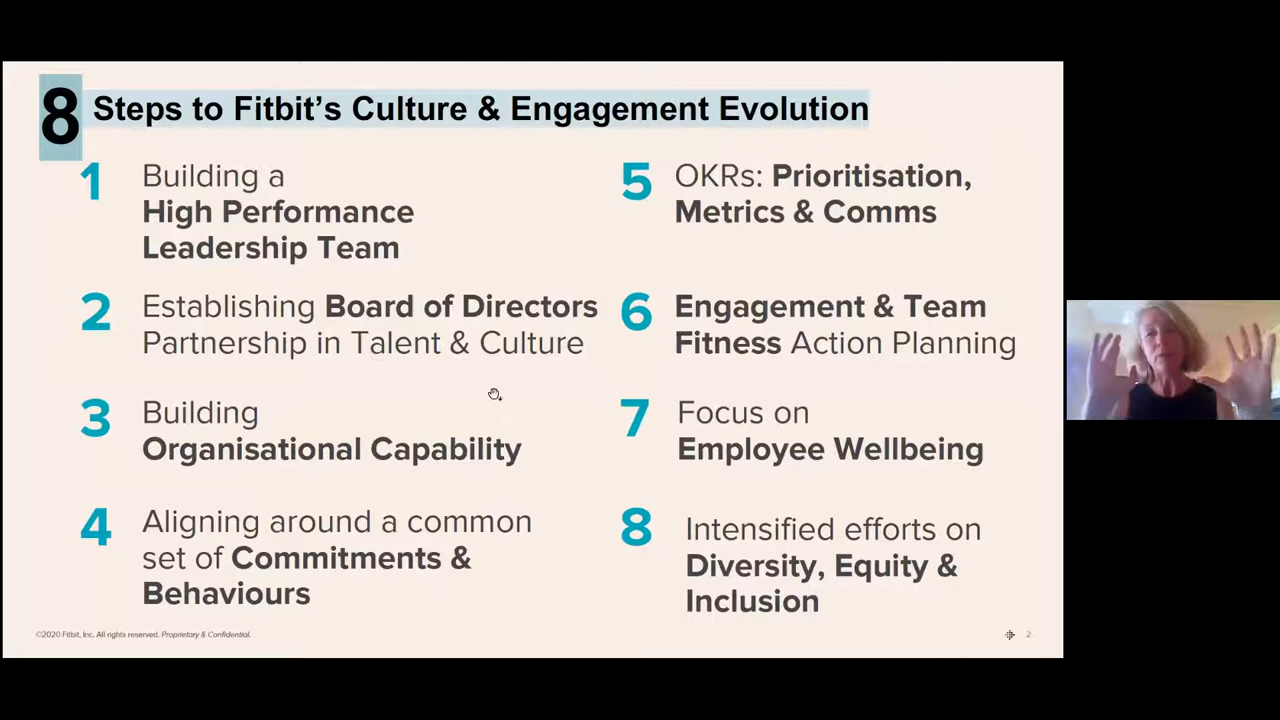 8 Steps to Fitbit's Culture & Engagement Evolution
1 Building a
High Performance
Leadership Team
2 Establishing Board of Directors
Partnership in Talent & Culture
3 Building
Organisational Capability
4 Aligning around a common
set of Commitments &
Behaviours
5 OKRs: Prioritisation,
Metrics & Comms
6 Engagement & Team
Fitness Action Planning
7 Focus on
Employee Wellbeing
8 Intensified efforts on
Diversity, Equity &
Inclusion
©2020 Fitbit, Inc. All rights reserved. Proprietary & Confidential.
2